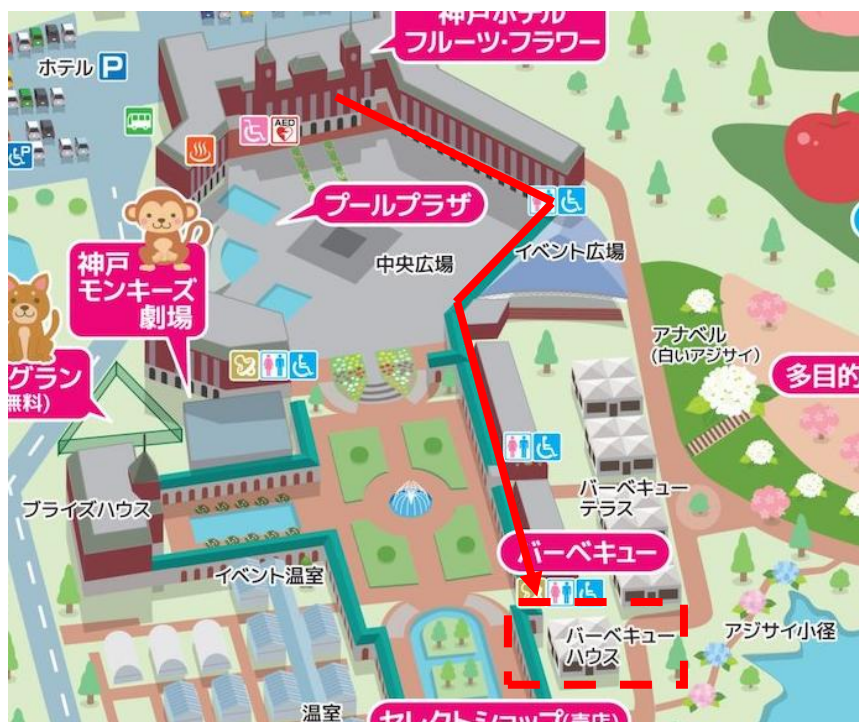 神戸ホテル
フルーツ・フラワー
ホテル P
P
AED
プールプラザ
中央広場
イベント広場
神戸
モンキーズ
劇場
アナベル
(白いアジサイ)
グラン
無料)
多目的
ブライズハウス
バーベキュー
テラス
バーベキュー
イベント温室
バーベキュー
ハウス
アジサイ小径
温室
セレクトショップ(売店)